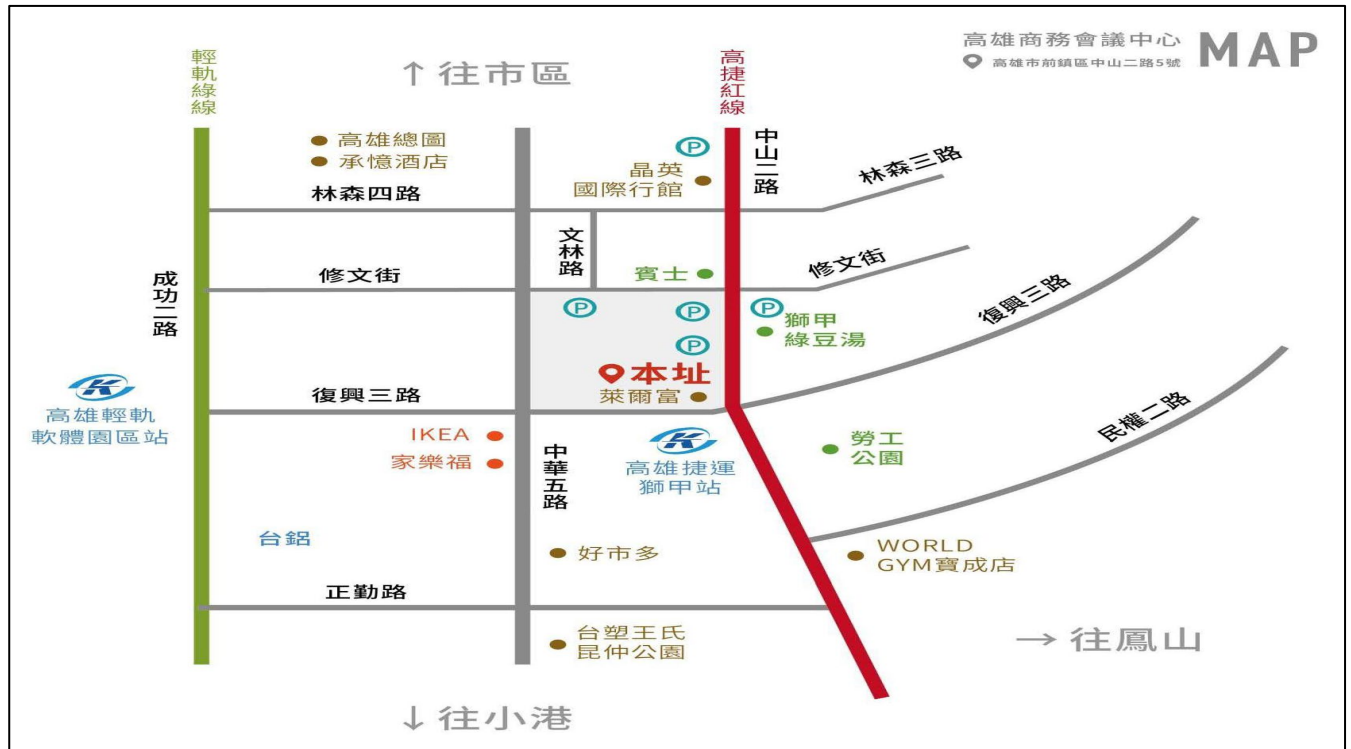 高雄商務會議中心
高雄市前鎮區中山二路5號
MAP
輕軌綠線
↑往市區
高捷紅線
高雄總圖
承憶酒店
P
晶英
國際行館
中山二路
林森三路
林森四路
文林路
修文街
賓士
修文街
成功二路
P
P
P
獅甲
綠豆湯
復興三路
P
本址
萊爾富
復興三路
K
高雄輕軌
軟體園區站
IKEA
家樂福
中華五路
K
高雄捷運
獅甲站
勞工
公園
民權二路
台鋁
好市多
WORLD
GYM寶成店
正勤路
台塑王氏
昆仲公園
→往鳳山
↓往小港